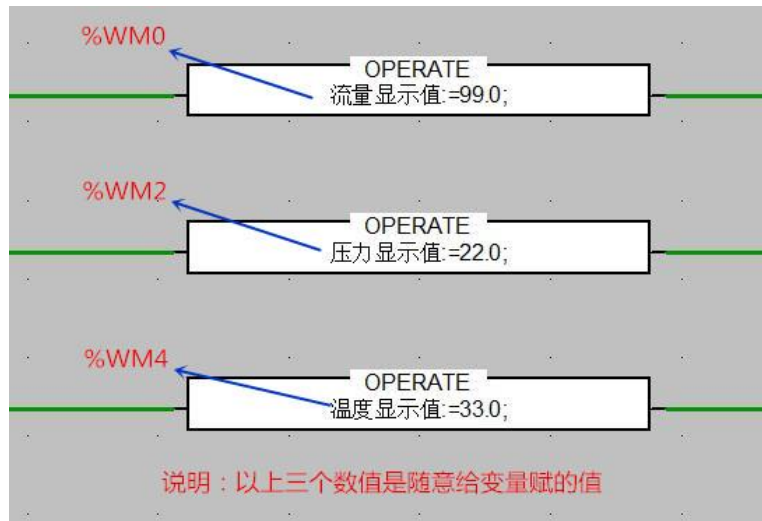 %WM0
OPERATE
流量显示值:=99.0;
%WM2
OPERATE
压力显示值:=22.0;
%WM4
OPERATE
温度显示值:=33.0;
说明：以上三个数值是随意给变量赋的值